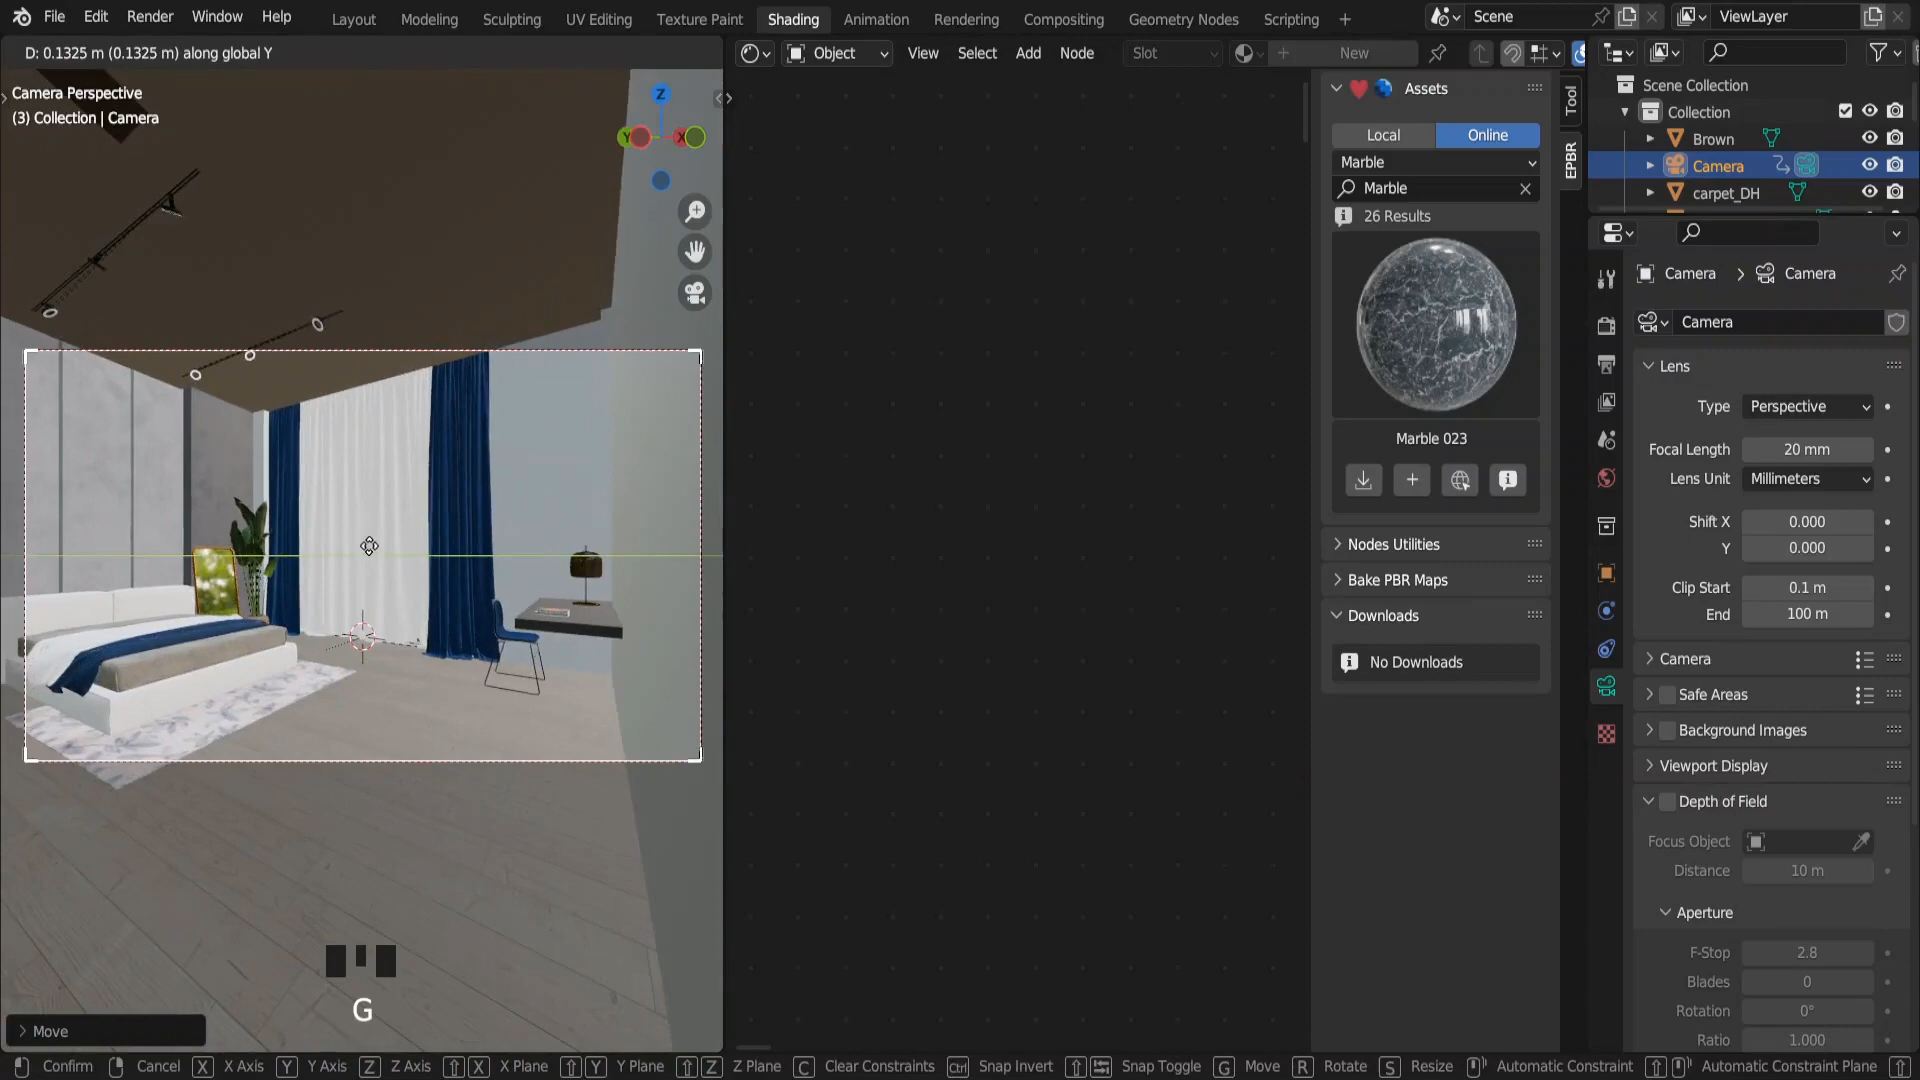 File Edit Render Window Help
Layout Modeling Sculpting UV Editing Texture Paint Shading Animation Rendering Compositing Geometry Nodes Scripting +
Scene
ViewLayer
D: 0.1325 m (0.1325 m) along global Y
Object View Select Add Node Slot New
Camera Perspective
(3) Collection | Camera
Z
Y X
Assets
Local Online
Marble
Marble
26 Results
Marble 023
Nodes Utilities
Bake PBR Maps
Downloads
No Downloads
Tool
EPBR
Scene Collection
Collection
Brown
Camera
carpet_DH
Camera > Camera
Camera
Lens
Type Perspective
Focal Length 20 mm
Lens Unit Millimeters
Shift X 0.000
Y 0.000
Clip Start 0.1 m
End 100 m
Camera
Safe Areas
Background Images
Viewport Display
Depth of Field
Focus Object
Distance 10 m
Aperture
F-Stop 2.8
Blades 0
Rotation 0°
Ratio 1.000
G
Move
Confirm Cancel X X Axis Y Y Axis Z Z Axis X X Plane Y Y Plane Z Z Plane C Clear Constraints Ctrl Snap Invert Snap Toggle G Move R Rotate S Resize Automatic Constraint Automatic Constraint Plane